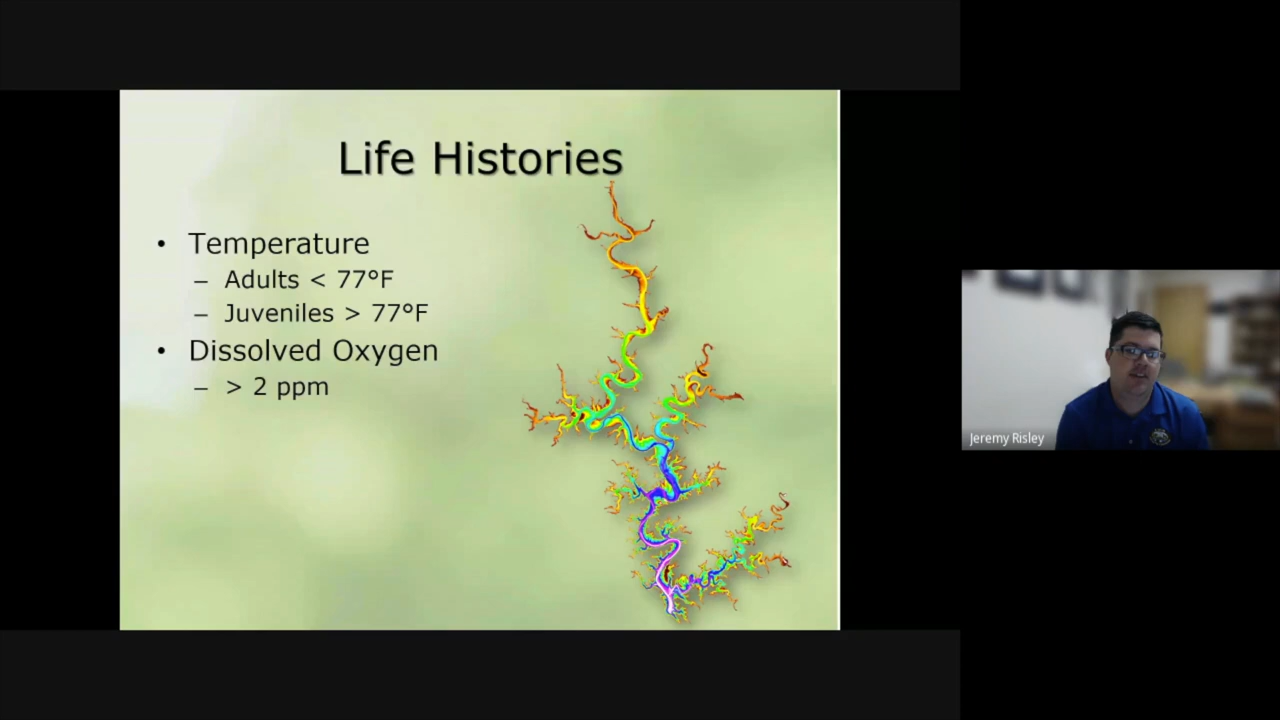 Life Histories
• Temperature
– Adults < 77°F
– Juveniles > 77°F
• Dissolved Oxygen
– > 2 ppm
Jeremy Risley